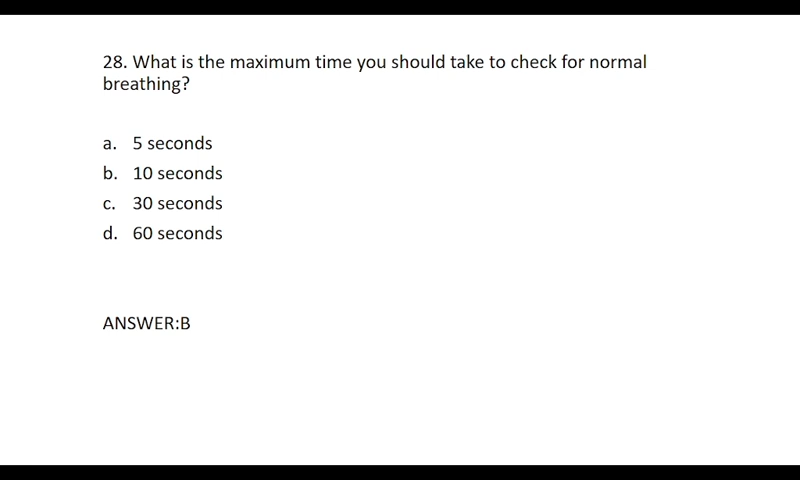 28. What is the maximum time you should take to check for normal
breathing?
a. 5 seconds
b. 10 seconds
c. 30 seconds
d. 60 seconds
ANSWER:B